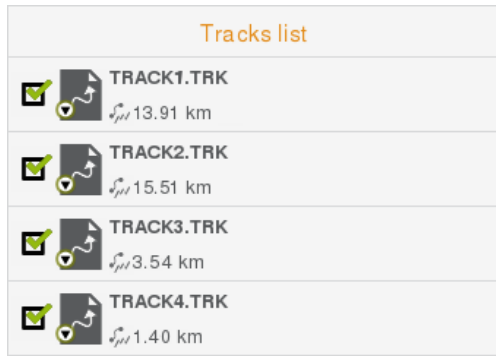 Tracks list
TRACK1.TRK
13.91 km
TRACK2.TRK
15.51 km
TRACK3.TRK
3.54 km
TRACK4.TRK
1.40 km